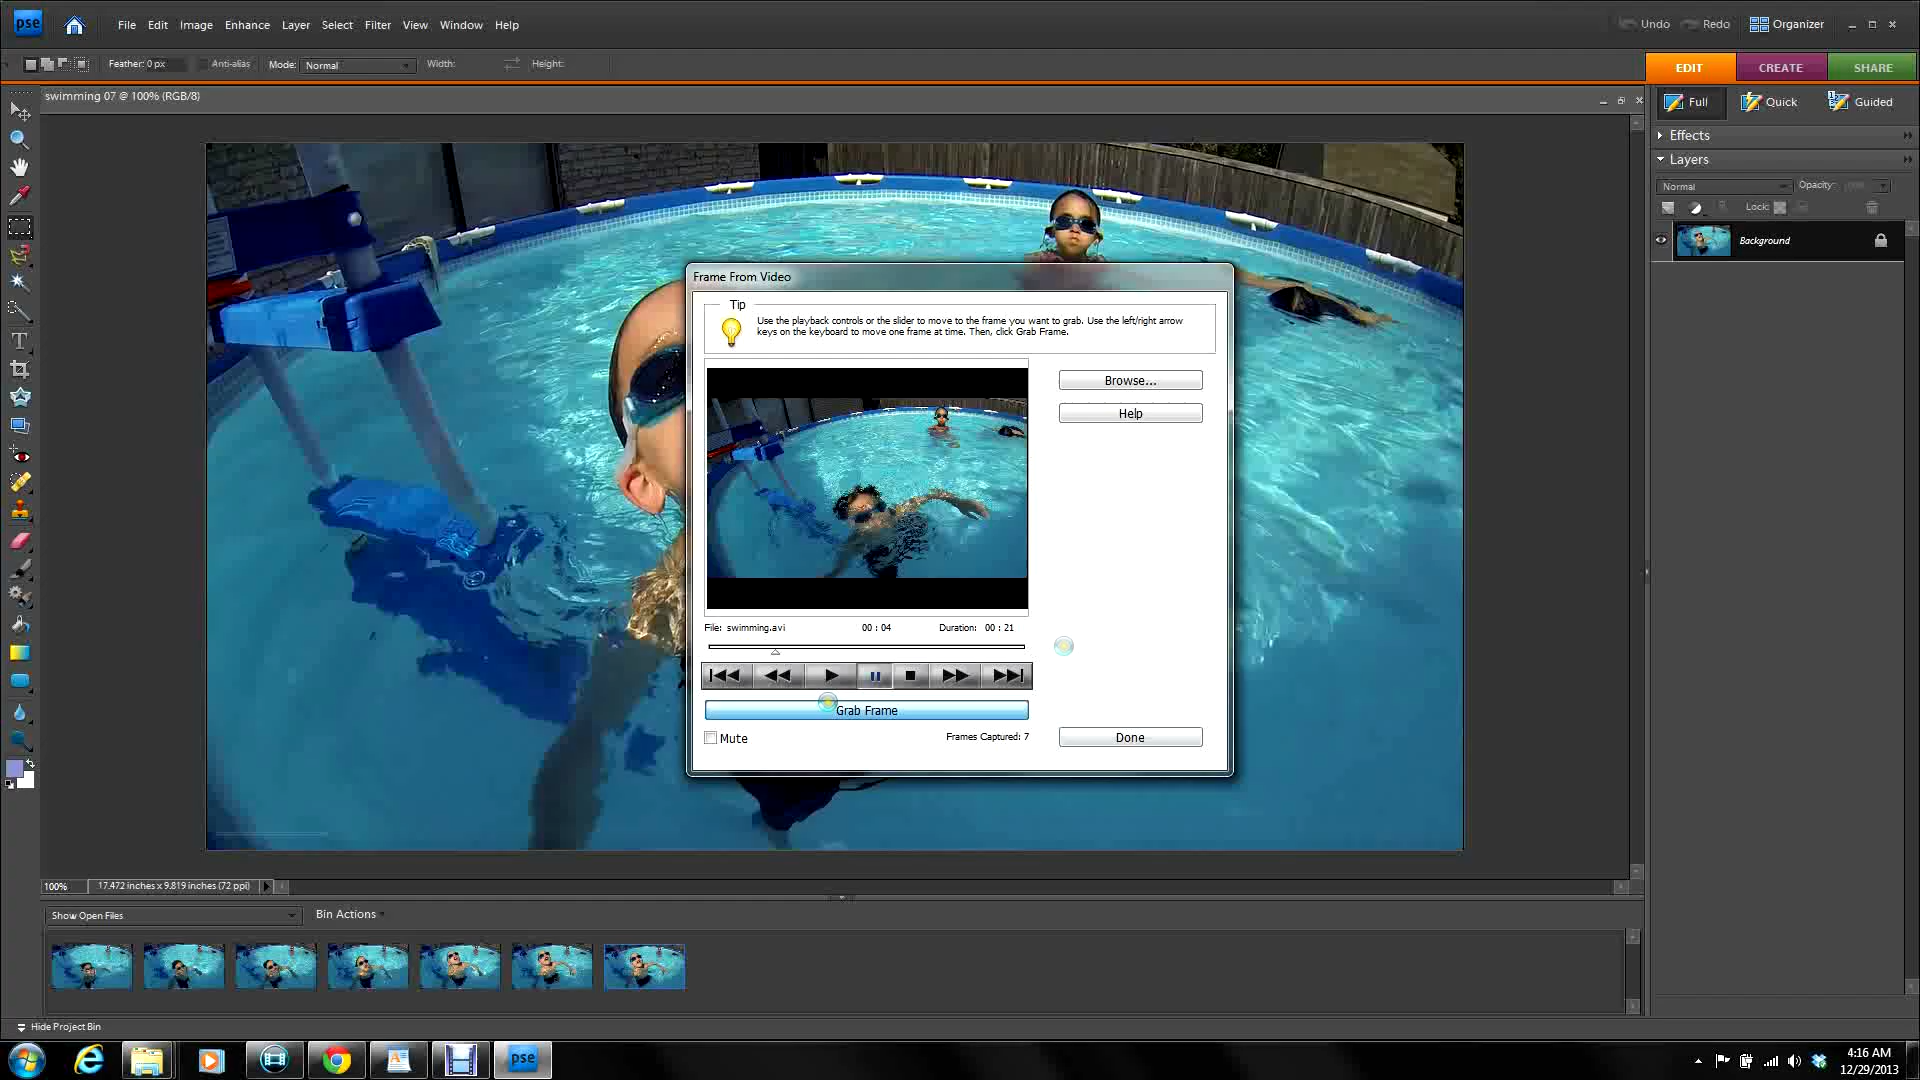 pse
File Edit Image Enhance Layer Select Filter View Window Help
Undo Redo Organizer
Feather: 0 px Anti-alias Mode: Normal Width: Height:
EDIT CREATE SHARE
swimming 07 @ 100% (RGB/8)
Full Quick Guided
Effects
Layers
Normal Opacity:
Lock:
Background
Frame From Video
Tip
Use the playback controls or the slider to move to the frame you want to grab. Use the left/right arrow
keys on the keyboard to move one frame at time. Then, click Grab Frame.
Browse...
Help
File: swimming.avi 00 : 04 Duration: 00 : 21
Grab Frame
Mute Frames Captured: 7 Done
100% 17.472 inches x 9.819 inches (72 ppi)
Show Open Files Bin Actions
Hide Project Bin
pse
4:16 AM
12/29/2013